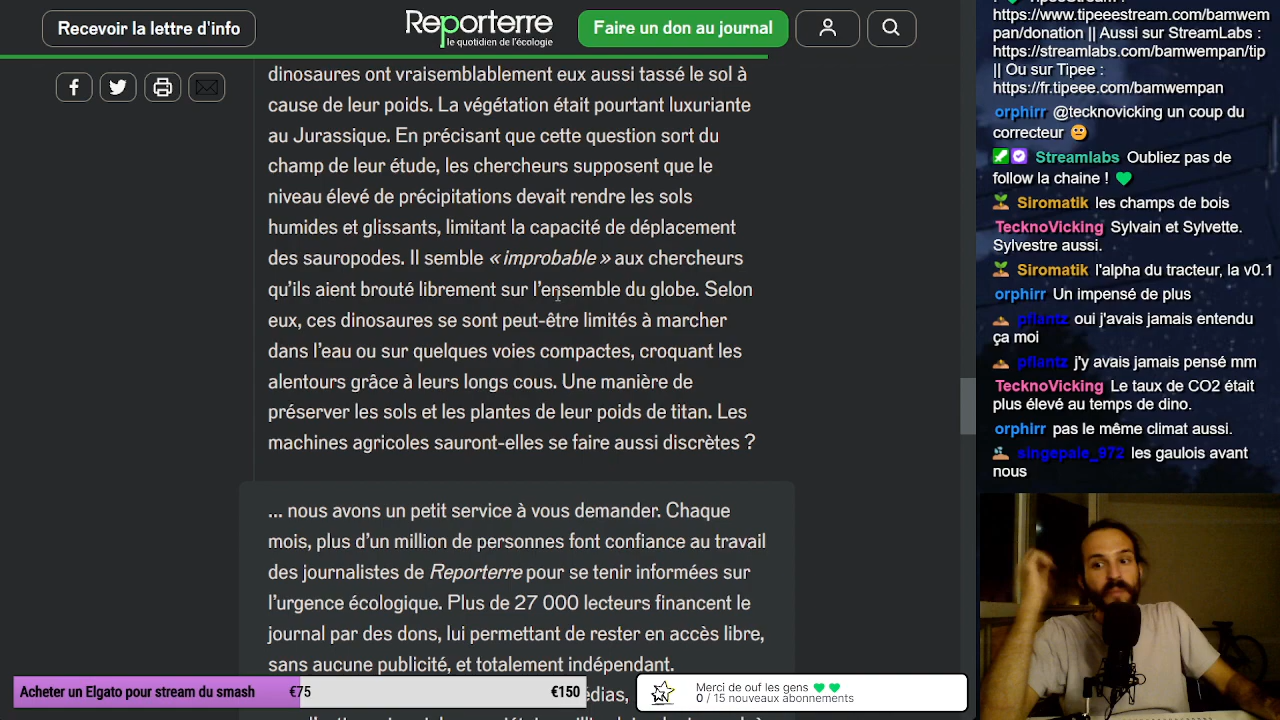 Recevoir la lettre d'info
Reporterre
le quotidien de l'écologie
Faire un don au journal
dinosaures ont vraisemblablement eux aussi tassé le sol à
cause de leur poids. La végétation était pourtant luxuriante
au Jurassique. En précisant que cette question sort du
champ de leur étude, les chercheurs supposent que le
niveau élevé de précipitations devait rendre les sols
humides et glissants, limitant la capacité de déplacement
des sauropodes. Il semble « improbable » aux chercheurs
qu'ils aient brouté librement sur l'ensemble du globe. Selon
eux, ces dinosaures se sont peut-être limités à marcher
dans l'eau ou sur quelques voies compactes, croquant les
alentours grâce à leurs longs cous. Une manière de
préserver les sols et les plantes de leur poids de titan. Les
machines agricoles sauront-elles se faire aussi discrètes ?
... nous avons un petit service à vous demander. Chaque
mois, plus d'un million de personnes font confiance au travail
des journalistes de Reporterre pour se tenir informées sur
l'urgence écologique. Plus de 27 000 lecteurs financent le
journal par des dons, lui permettant de rester en accès libre,
sans aucune publicité, et totalement indépendant.
Acheter un Elgato pour stream du smash €75 €150
Merci de ouf les gens
0 / 15 nouveaux abonnements
https://www.tipeeestream.com/bamwem
pan/donation || Aussi sur StreamLabs :
https://streamlabs.com/bamwempan/tip
|| Ou sur Tipee :
https://fr.tipeee.com/bamwempan
orphirr @tecknovicking un coup du
correcteur
Streamlabs Oubliez pas de
follow la chaine !
Siromatik les champs de bois
TecknoVicking Sylvain et Sylvette.
Sylvestre aussi.
Siromatik l'alpha du tracteur, la v0.1
orphirr Un impensé de plus
pflantz oui j'avais jamais entendu
ça moi
pflantz j'y avais jamais pensé mm
TecknoVicking Le taux de CO2 était
plus élevé au temps de dino.
orphirr pas le même climat aussi.
singepale_972 les gaulois avant
nous